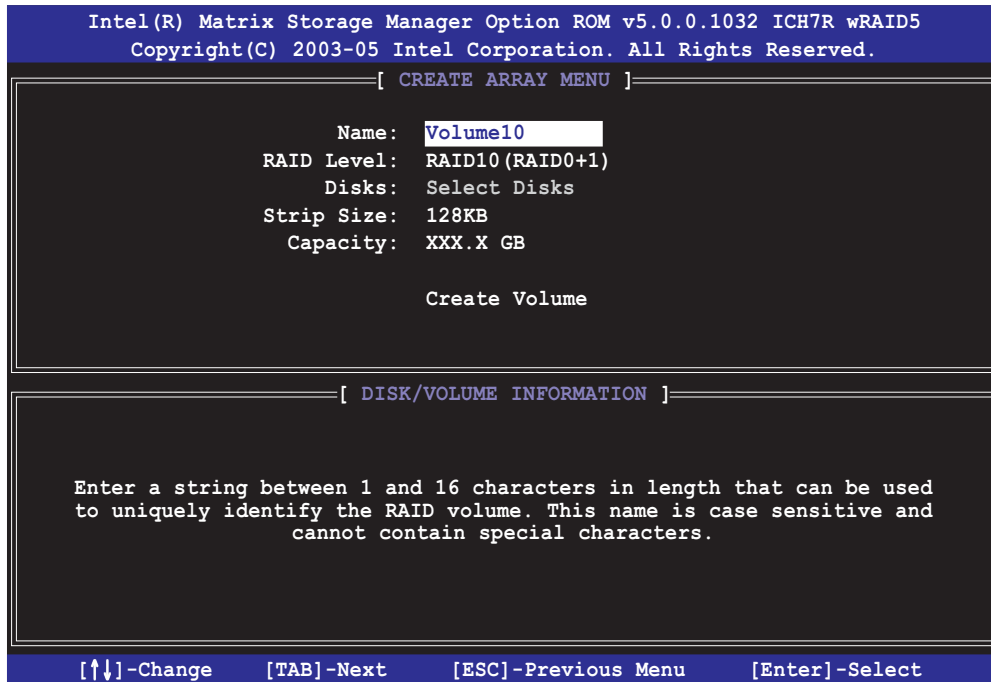 Intel(R) Matrix Storage Manager Option ROM v5.0.0.1032 ICH7R wRAID5
Copyright(C) 2003-05 Intel Corporation. All Rights Reserved.
[ CREATE ARRAY MENU ]
Name: Volume10
RAID Level: RAID10(RAID0+1)
Disks: Select Disks
Strip Size: 128KB
Capacity: XXX.X GB
Create Volume
[ DISK/VOLUME INFORMATION ]
Enter a string between 1 and 16 characters in length that can be used
to uniquely identify the RAID volume. This name is case sensitive and
cannot contain special characters.
[↑↓]-Change [TAB]-Next [ESC]-Previous Menu [Enter]-Select